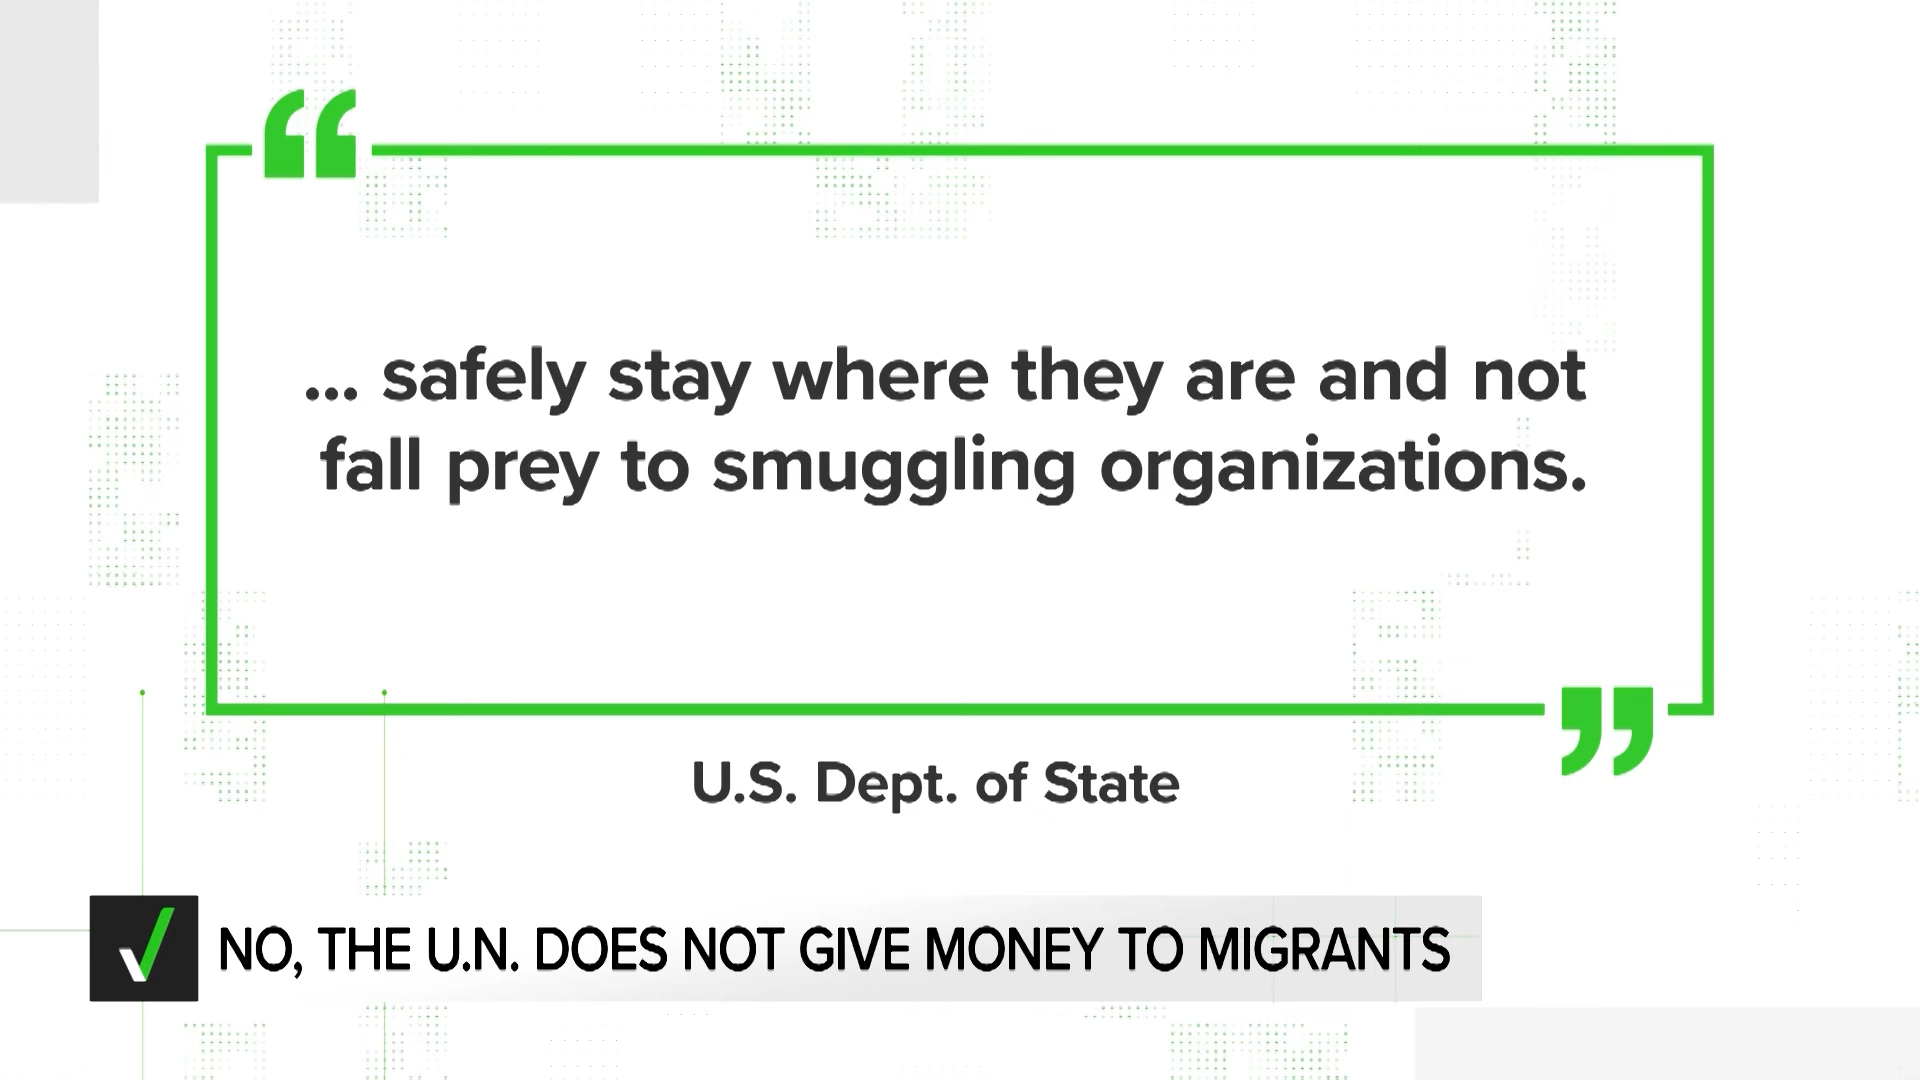 “
... safely stay where they are and not
fall prey to smuggling organizations.
”
U.S. Dept. of State
NO, THE U.N. DOES NOT GIVE MONEY TO MIGRANTS